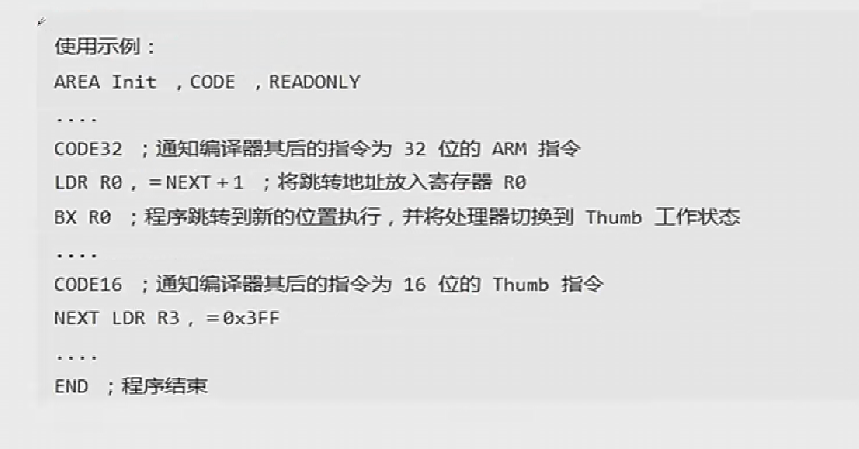 使用示例：
AREA Init ，CODE ，READONLY
....
CODE32 ；通知编译器其后的指令为 32 位的 ARM 指令
LDR R0，＝NEXT＋1 ；将跳转地址放入寄存器 R0
BX R0 ；程序跳转到新的位置执行，并将处理器切换到 Thumb 工作状态
....
CODE16 ；通知编译器其后的指令为 16 位的 Thumb 指令
NEXT LDR R3，＝0x3FF
....
END ；程序结束